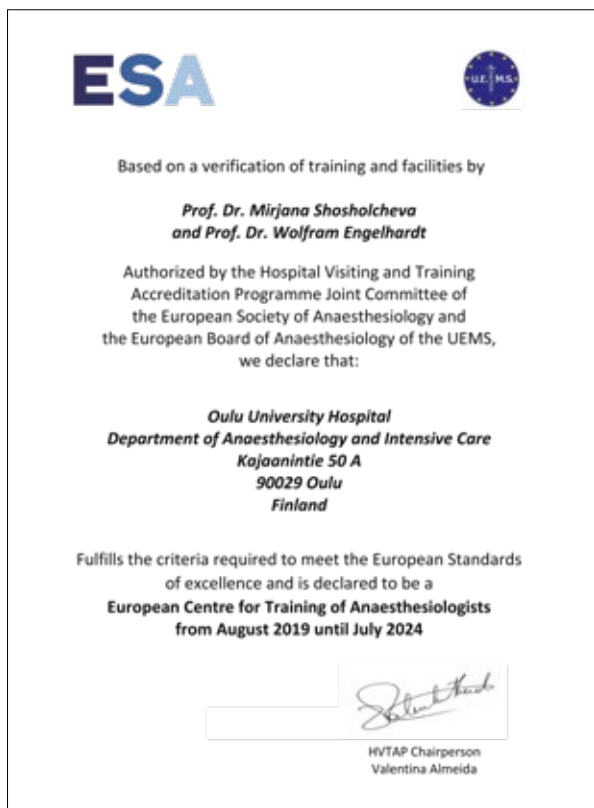 ESA
U.E.M.S.
Based on a verification of training and facilities by
Prof. Dr. Mirjana Shosholcheva
and Prof. Dr. Wolfram Engelhardt
Authorized by the Hospital Visiting and Training
Accreditation Programme Joint Committee of
the European Society of Anaesthesiology and
the European Board of Anaesthesiology of the UEMS,
we declare that:
Oulu University Hospital
Department of Anaesthesiology and Intensive Care
Kajaanintie 50 A
90029 Oulu
Finland
Fulfills the criteria required to meet the European Standards
of excellence and is declared to be a
European Centre for Training of Anaesthesiologists
from August 2019 until July 2024
HVTAP Chairperson
Valentina Almeida